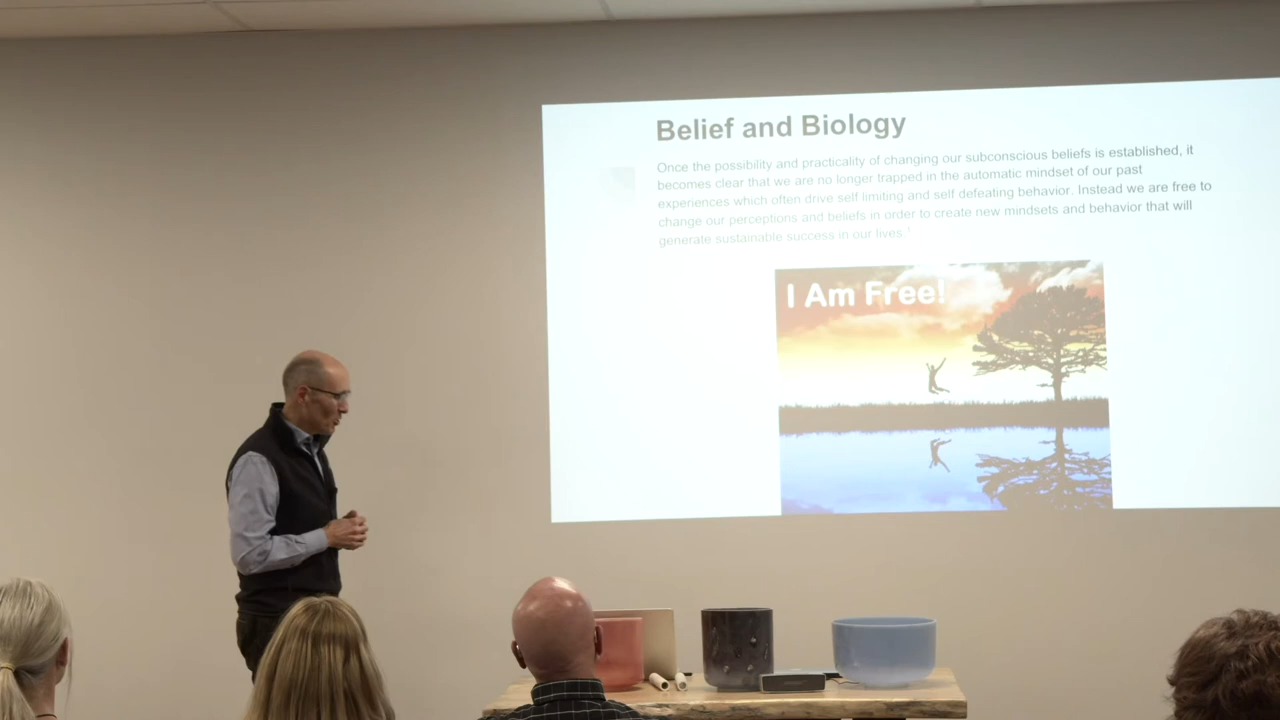 Belief and Biology
Once the possibility and practicality of changing our subconscious beliefs is established, it
becomes clear that we are no longer trapped in the automatic mindset of our past
experiences which often drive self limiting and self defeating behavior. Instead we are free to
change our perceptions and beliefs in order to create new mindsets and behavior that will
generate sustainable success in our lives.¹
I Am Free!